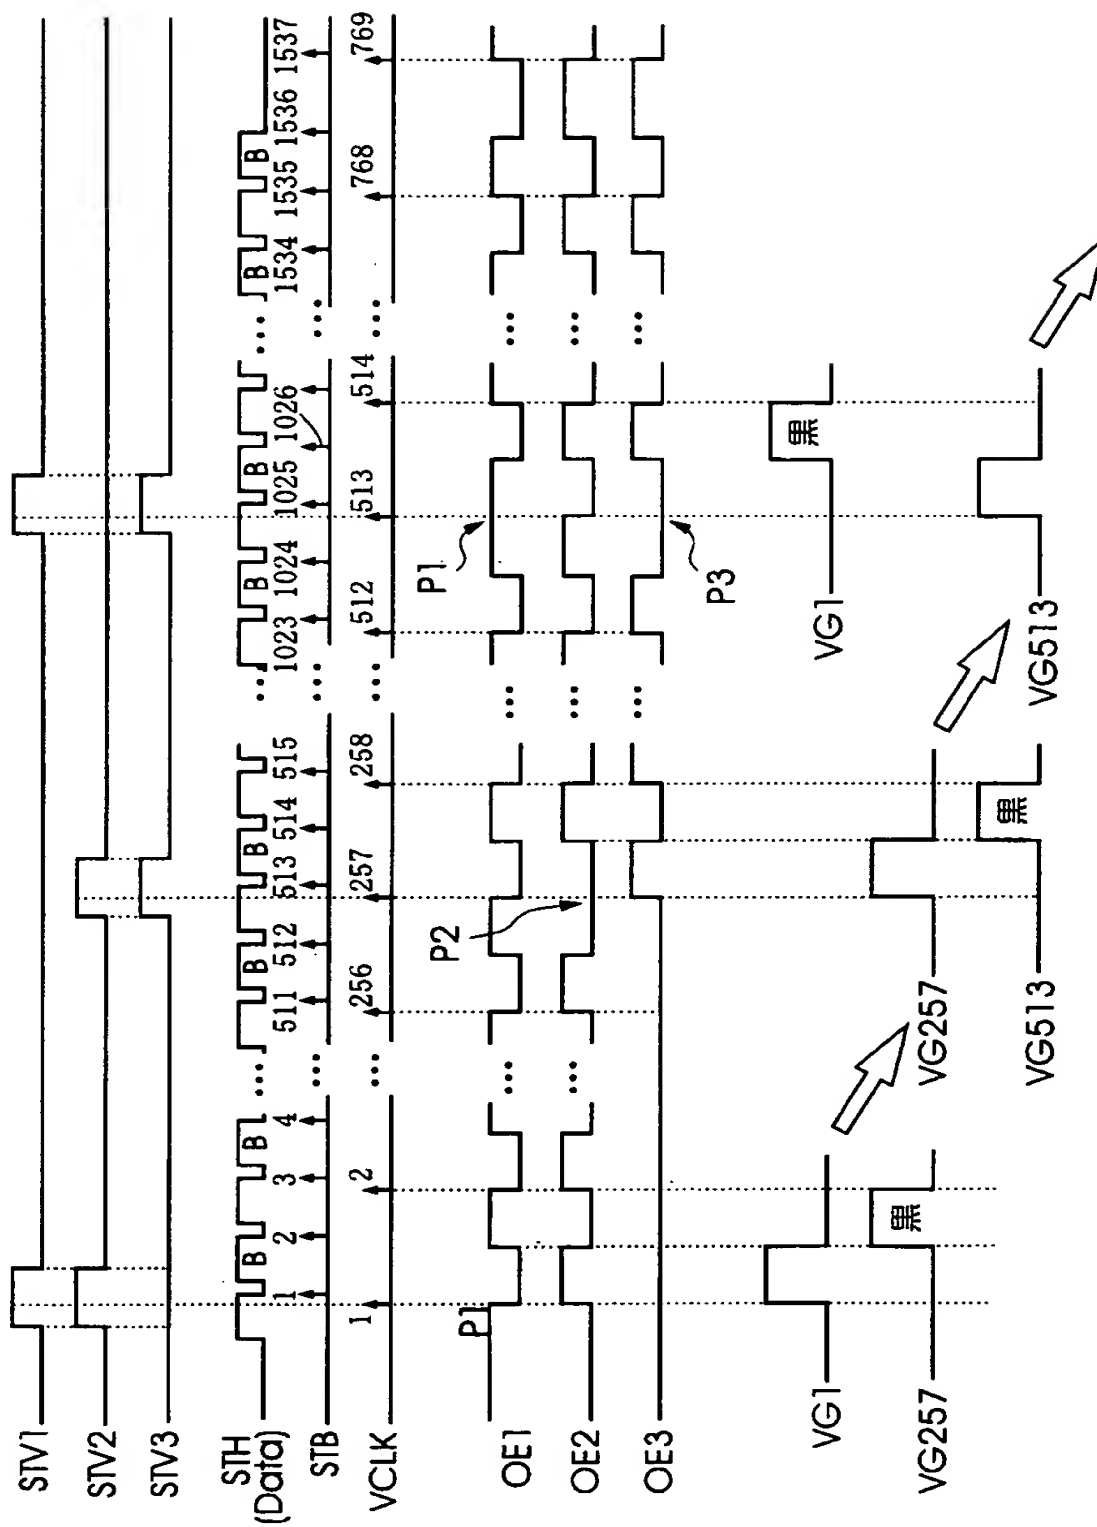 STV1
STV2
STV3
STH
(Data)
B B B B B B B B
STB
1 2 3 4 ••• 511 512 513 514 515 ••• 1023 1024 1025 1026 ••• 1534 1535 1536 1537
VCLK
1 2 ••• 256 257 258 ••• 512 513 514 ••• 768 769
OE1
P1
•••
•••
P1
•••
OE2
•••
P2
•••
•••
OE3
•••
P3
•••
VG1
VG1
黒
VG257
黒
VG257
VG513
黒
VG513